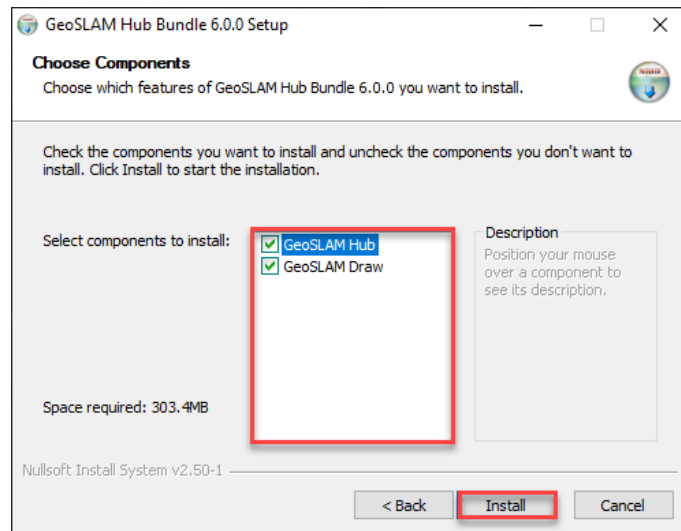 GeoSLAM Hub Bundle 6.0.0 Setup
Choose Components
Choose which features of GeoSLAM Hub Bundle 6.0.0 you want to install.
Check the components you want to install and uncheck the components you don't want to
install. Click Install to start the installation.
Select components to install:
GeoSLAM Hub
GeoSLAM Draw
Description
Position your mouse
over a component to
see its description.
Space required: 303.4MB
Nullsoft Install System v2.50-1
< Back
Install
Cancel